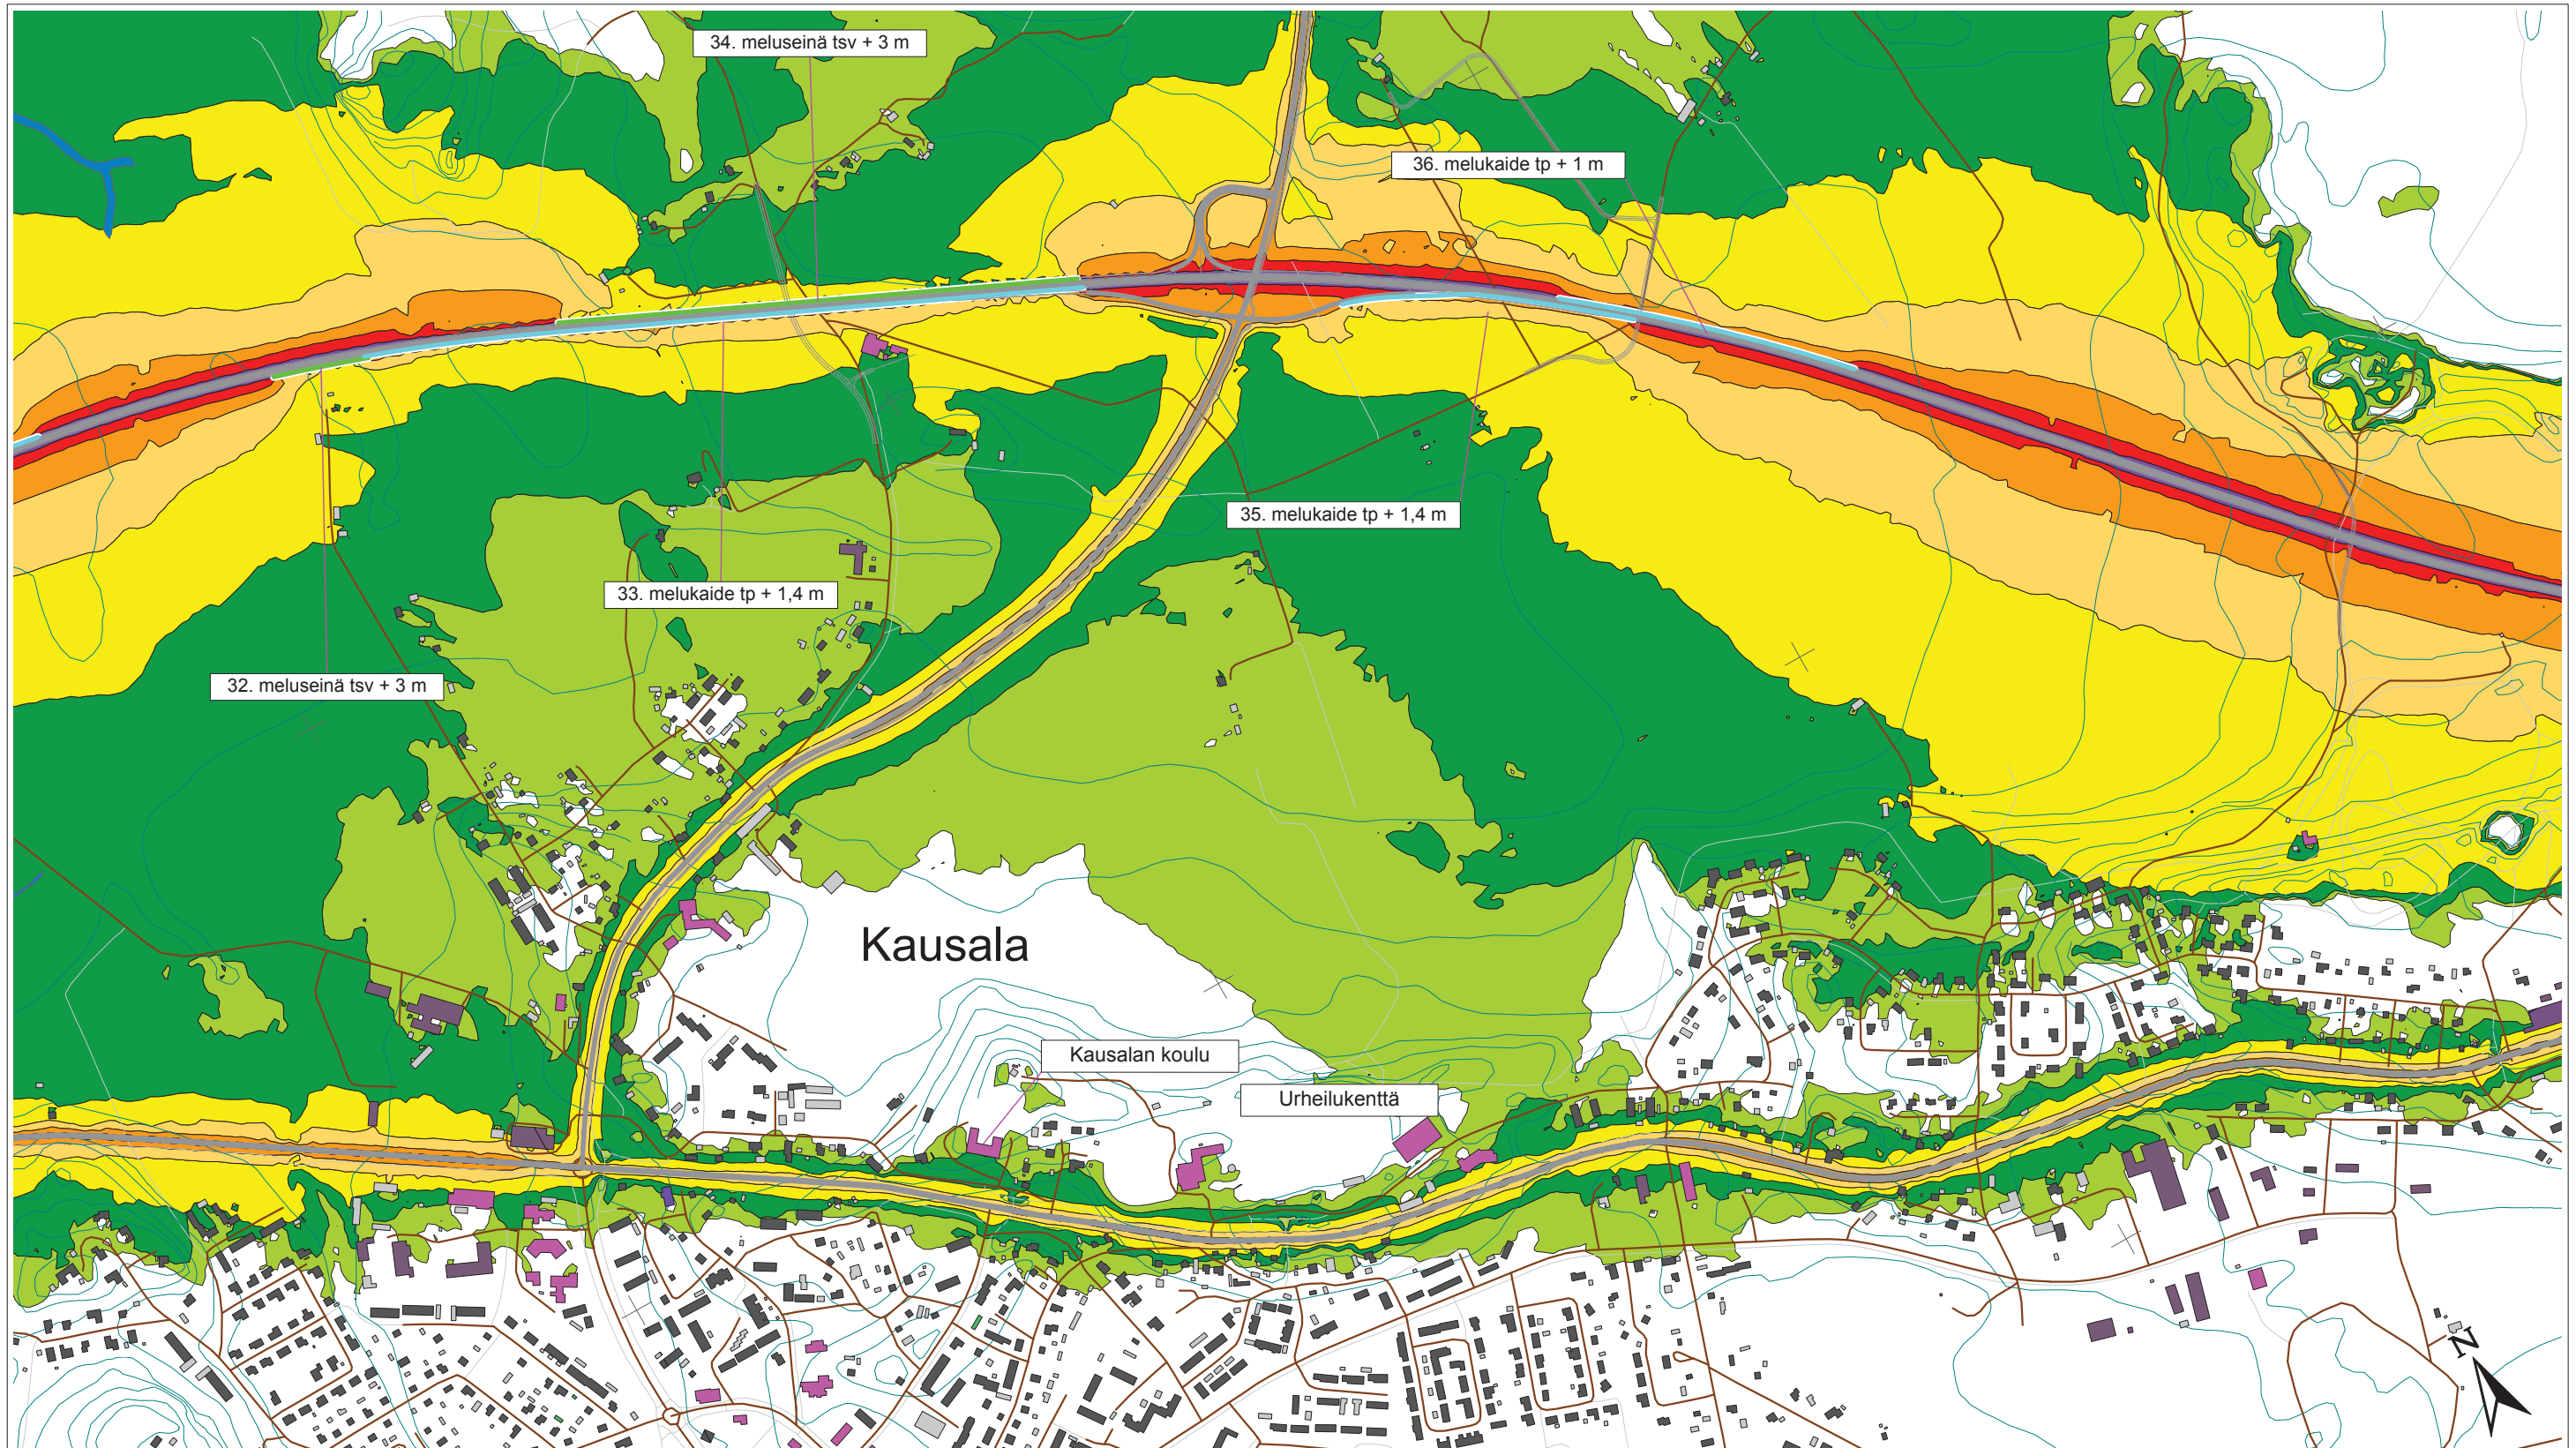 34. meluseinä tsv + 3 m
36. melukaide tp + 1 m
35. melukaide tp + 1,4 m
33. melukaide tp + 1,4 m
32. meluseinä tsv + 3 m
Kausala
Kausalan koulu
Urheilukenttä
N